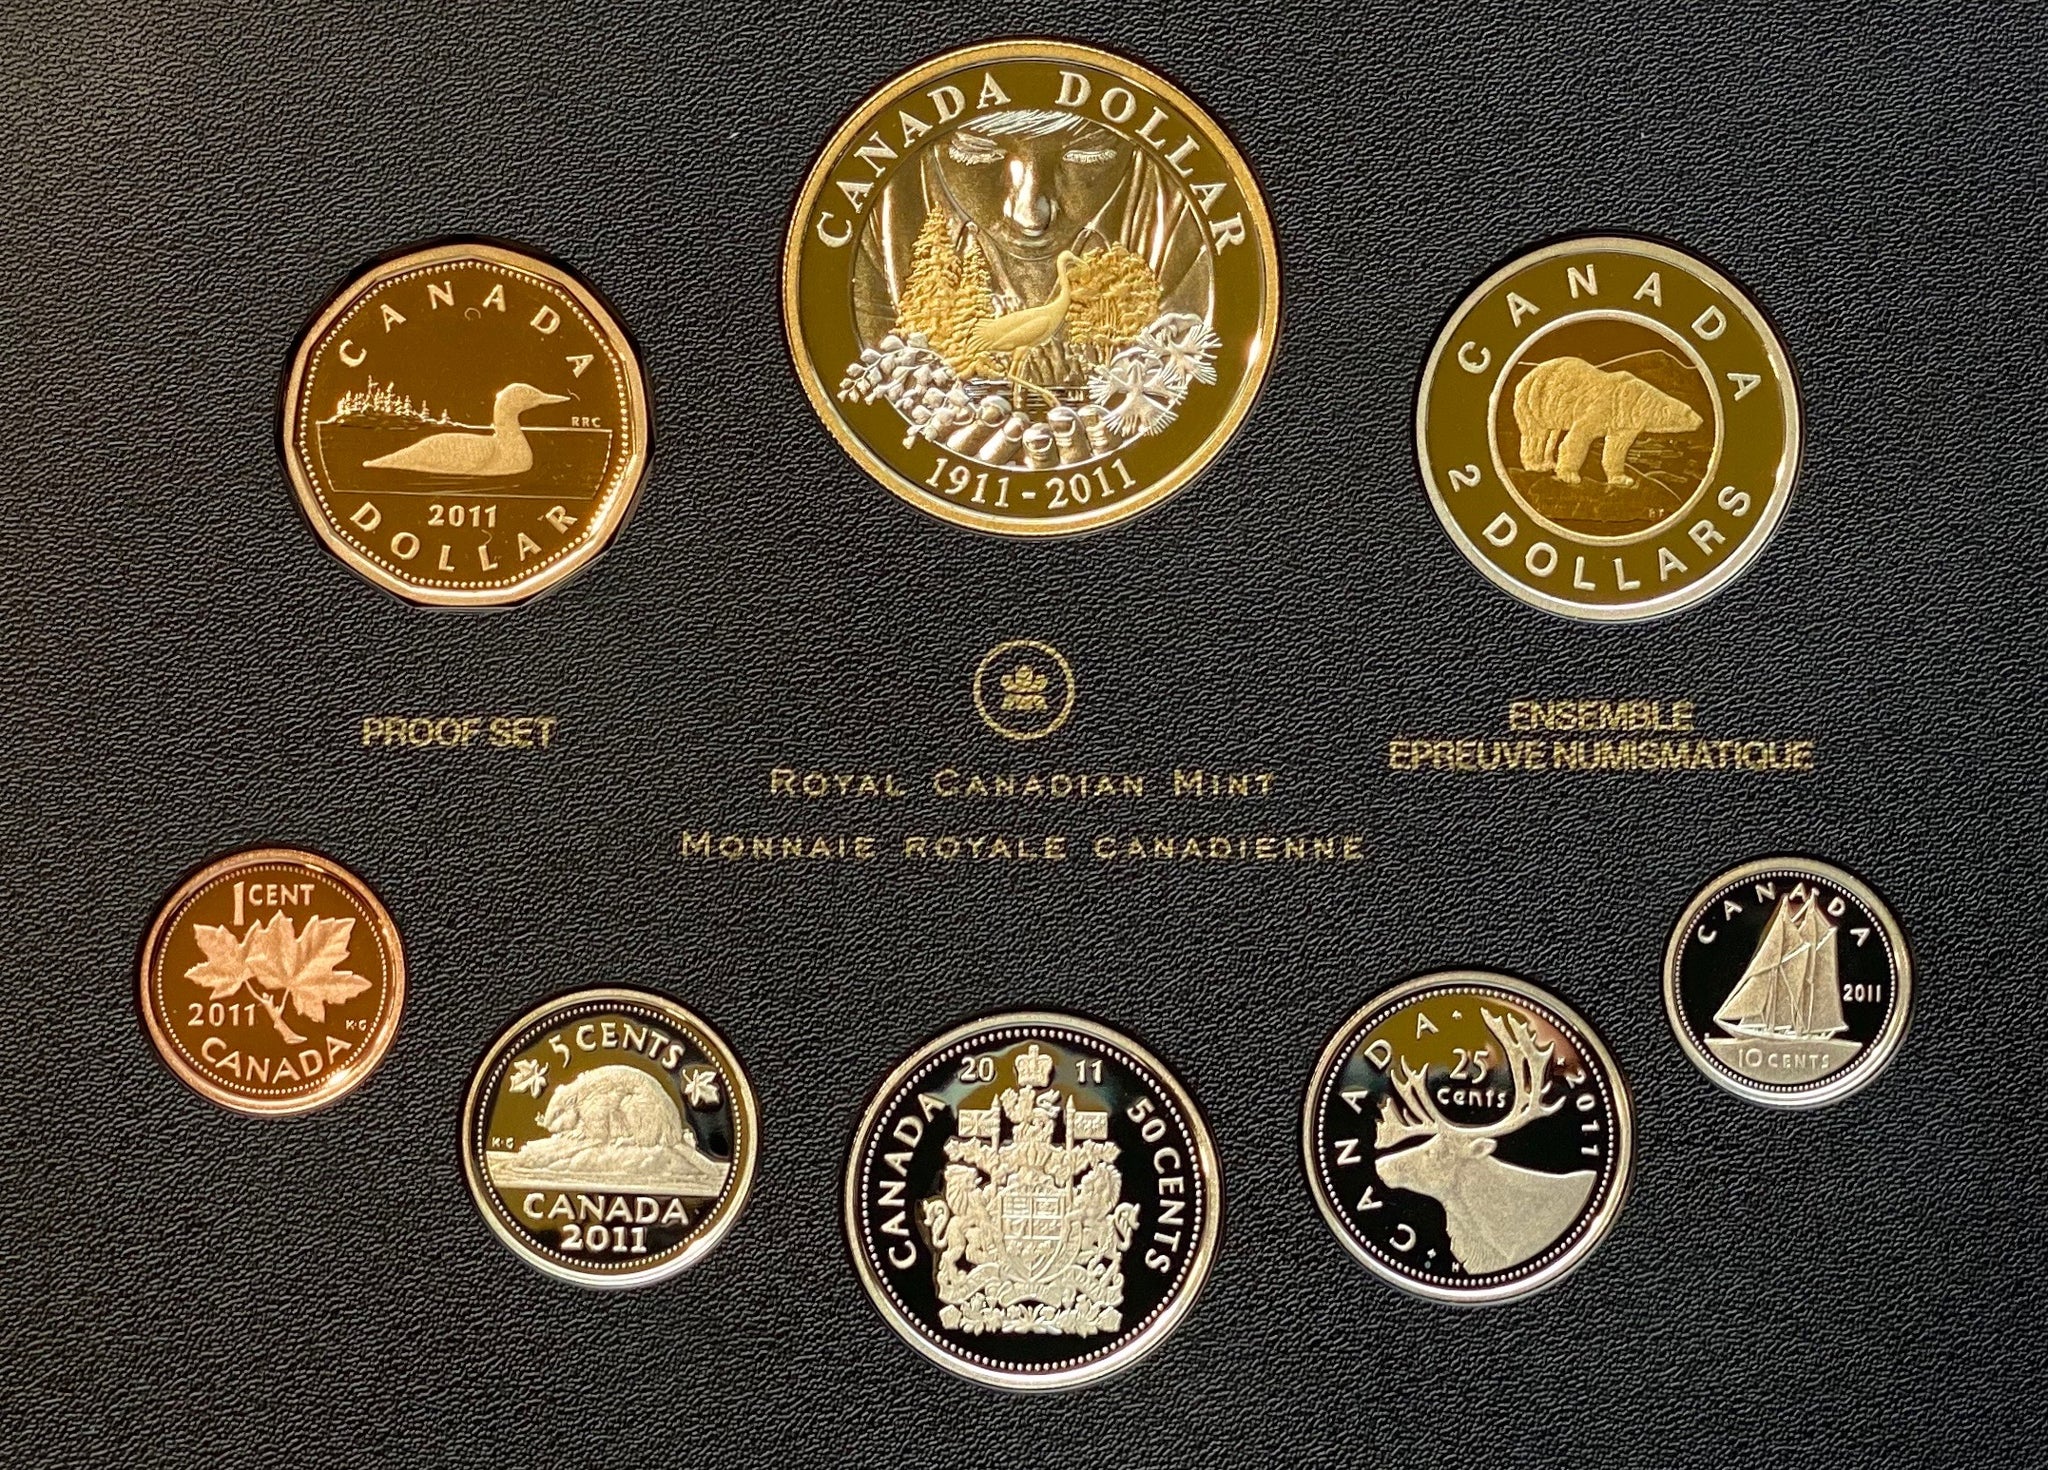 CANADA DOLLAR
1911-2011
CANADA
RRC
2011
DOLLAR
CANADA
BT
2 DOLLARS
PROOF SET
ENSEMBLE
EPREUVE NUMISMATIQUE
ROYAL CANADIAN MINT
MONNAIE ROYALE CANADIENNE
1 CENT
2011
K·G
CANADA
5 CENTS
K·G
CANADA
2011
2011
CANADA
50 CENTS
CANADA
25
cents
2011
CANADA
2011
10 CENTS